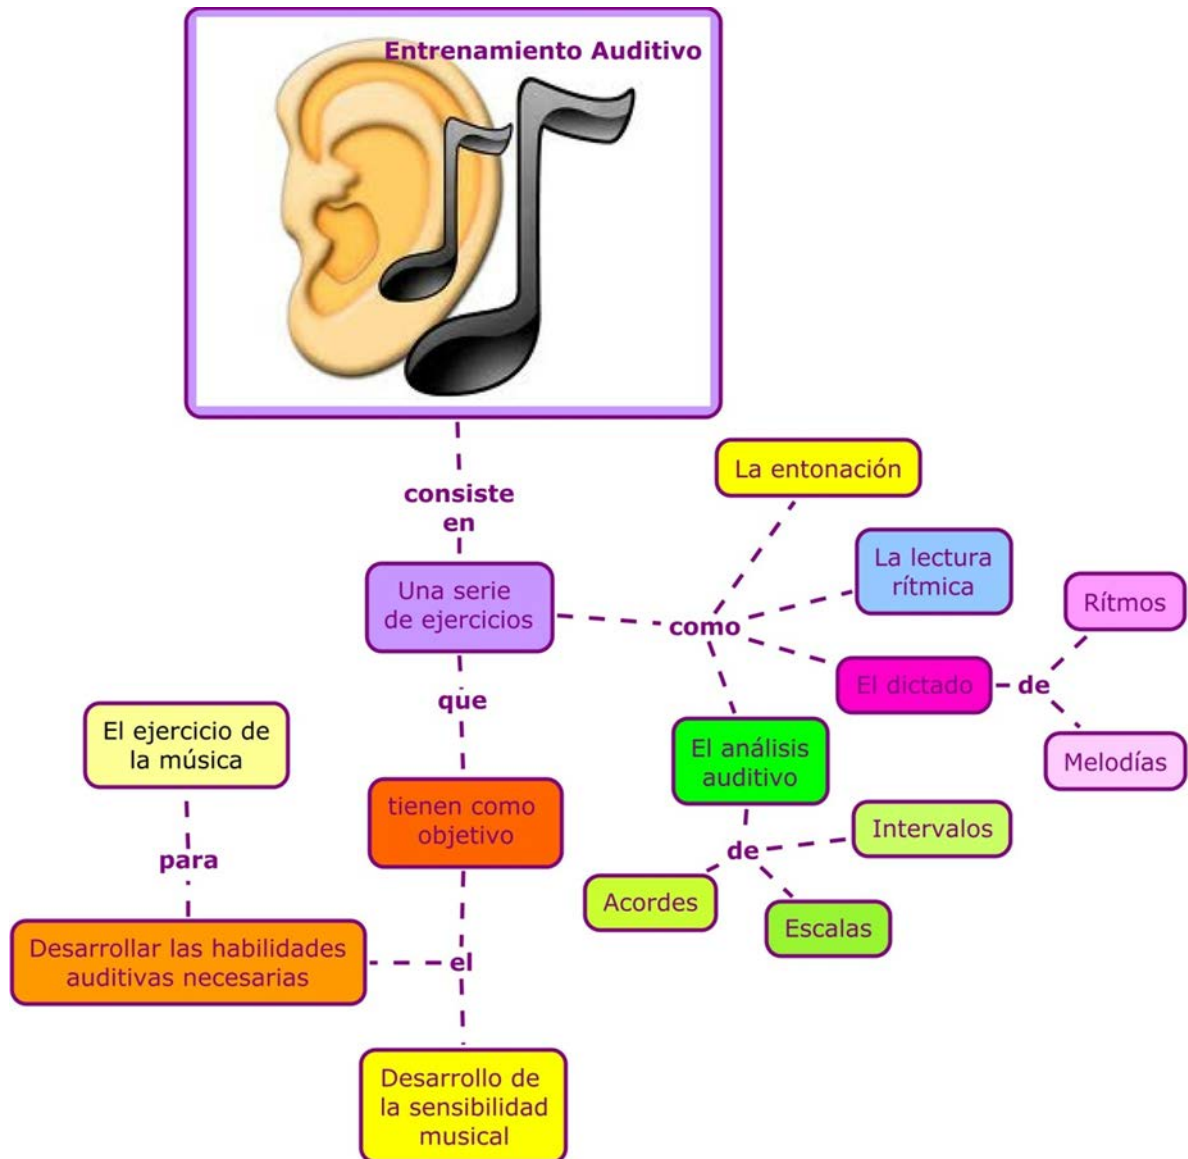 Entrenamiento Auditivo
consiste
en
Una serie
de ejercicios
como
La entonación
La lectura
rítmica
El dictado
de
Rítmos
Melodías
El análisis
auditivo
de
Intervalos
Acordes
Escalas
que
tienen como
objetivo
el
Desarrollar las habilidades
auditivas necesarias
para
El ejercicio de
la música
Desarrollo de
la sensibilidad
musical